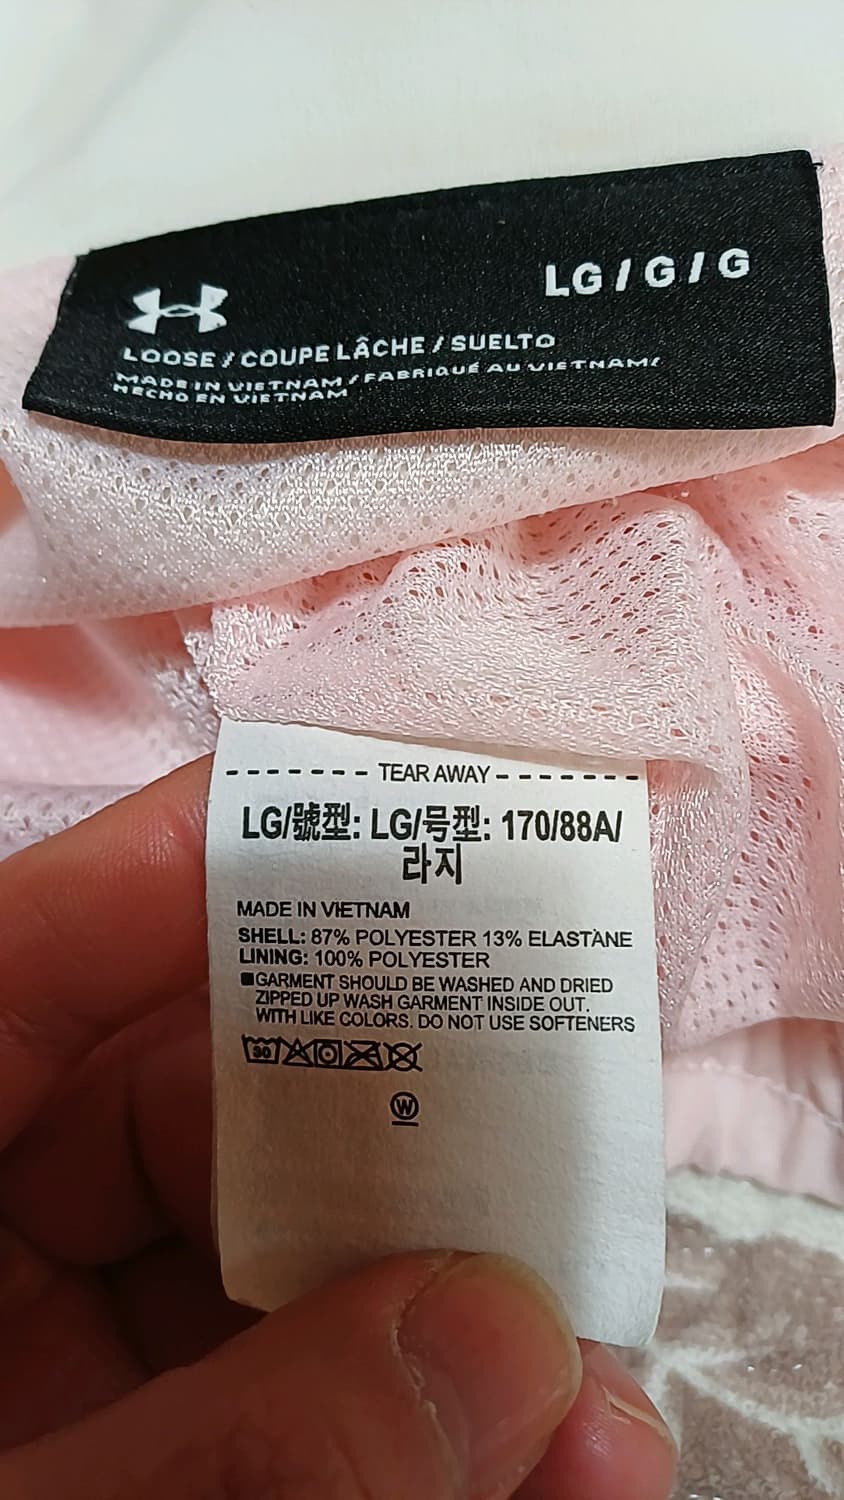 LG/G/G
LOOSE / COUPE LÂCHE / SUELTO
MADE IN VIETNAM / FABRIQUÉ AU VIETNAM/
HECHO EN VIETNAM
------- TEAR AWAY -------
LG/號型: LG/号型: 170/88A/
라지
MADE IN VIETNAM
SHELL: 87% POLYESTER 13% ELASTANE
LINING: 100% POLYESTER
■GARMENT SHOULD BE WASHED AND DRIED
ZIPPED UP WASH GARMENT INSIDE OUT.
WITH LIKE COLORS. DO NOT USE SOFTENERS
30
W